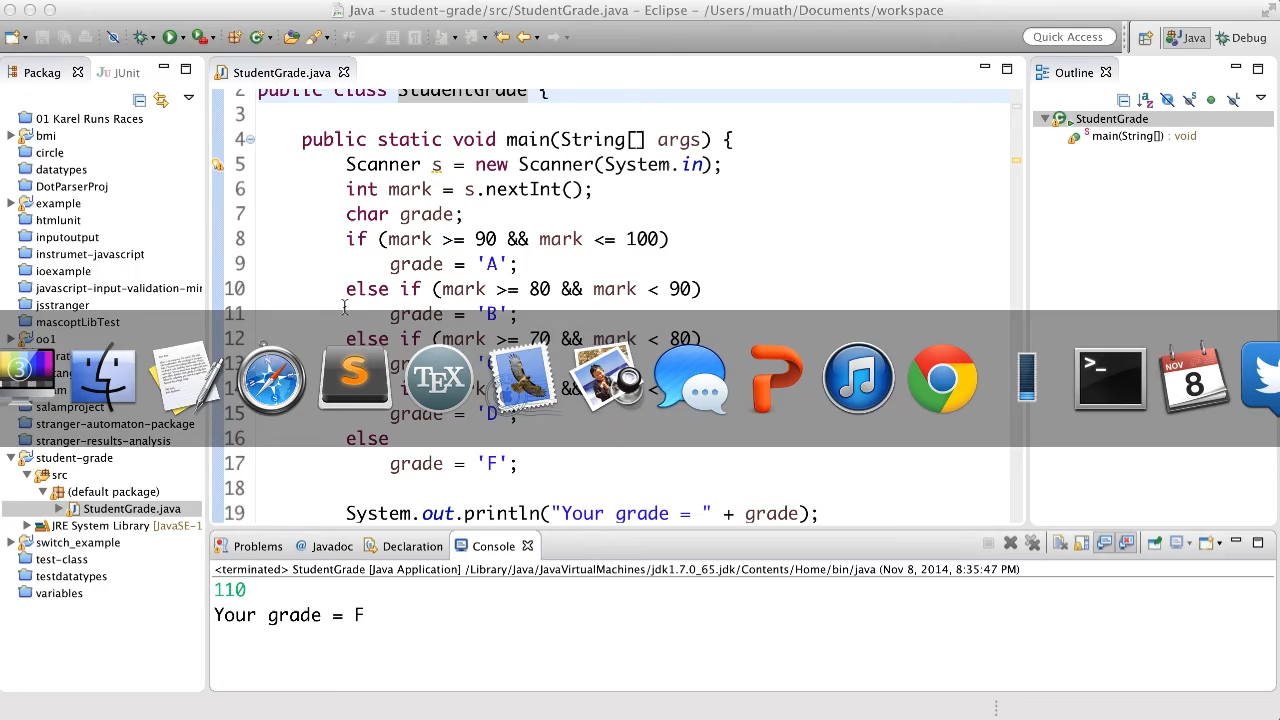 Java - student-grade/src/StudentGrade.java - Eclipse - /Users/muath/Documents/workspace
Quick Access
Java
Debug
Packag
JUnit
01 Karel Runs Races
bmi
circle
datatypes
DotParserProj
example
htmlunit
inputoutput
instrumet-javascript
ioexample
javascript-input-validation-mir
jsstranger
mascoptLibTest
oo1
salamproject
stranger-automaton-package
stranger-results-analysis
student-grade
src
(default package)
StudentGrade.java
JRE System Library [JavaSE-1
switch_example
test-class
testdatatypes
variables
StudentGrade.java
2 public class StudentGrade {
3
4 public static void main(String[] args) {
5 Scanner s = new Scanner(System.in);
6 int mark = s.nextInt();
7 char grade;
8 if (mark >= 90 && mark <= 100)
9 grade = 'A';
10 else if (mark >= 80 && mark < 90)
11 grade = 'B';
12 else if (mark >= 70 && mark < 80)
15 'D';
16 else
17 grade = 'F';
18
19 System.out.println("Your grade = " + grade);
Outline
StudentGrade
main(String[]) : void
3
S
TEX
P
>-
NOV
8
Problems
@ Javadoc
Declaration
Console
<terminated> StudentGrade [Java Application] /Library/Java/JavaVirtualMachines/jdk1.7.0_65.jdk/Contents/Home/bin/java (Nov 8, 2014, 8:35:47 PM)
110
Your grade = F